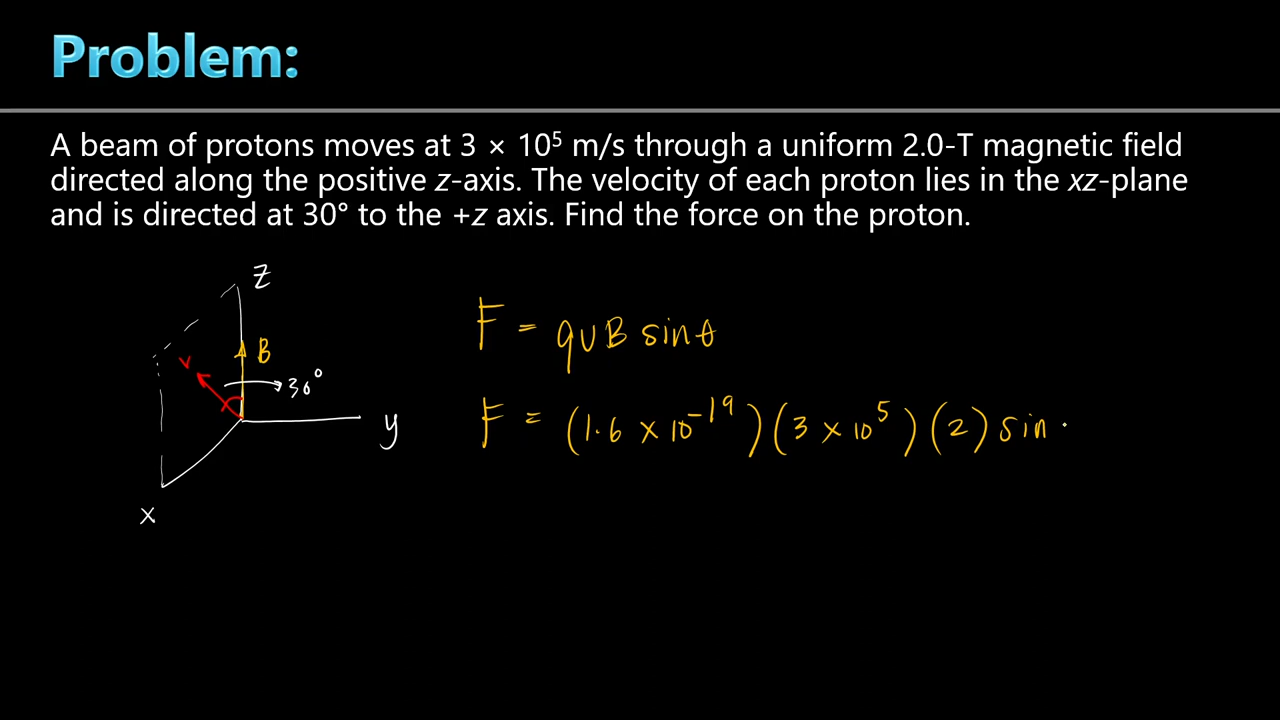 Problem:
A beam of protons moves at 3 × 10⁵ m/s through a uniform 2.0-T magnetic field
directed along the positive z-axis. The velocity of each proton lies in the xz-plane
and is directed at 30° to the +z axis. Find the force on the proton.
z
v
B
30°
y
x
F = qvB sinθ
F = (1.6 × 10⁻¹⁹)(3 × 10⁵)(2) sin